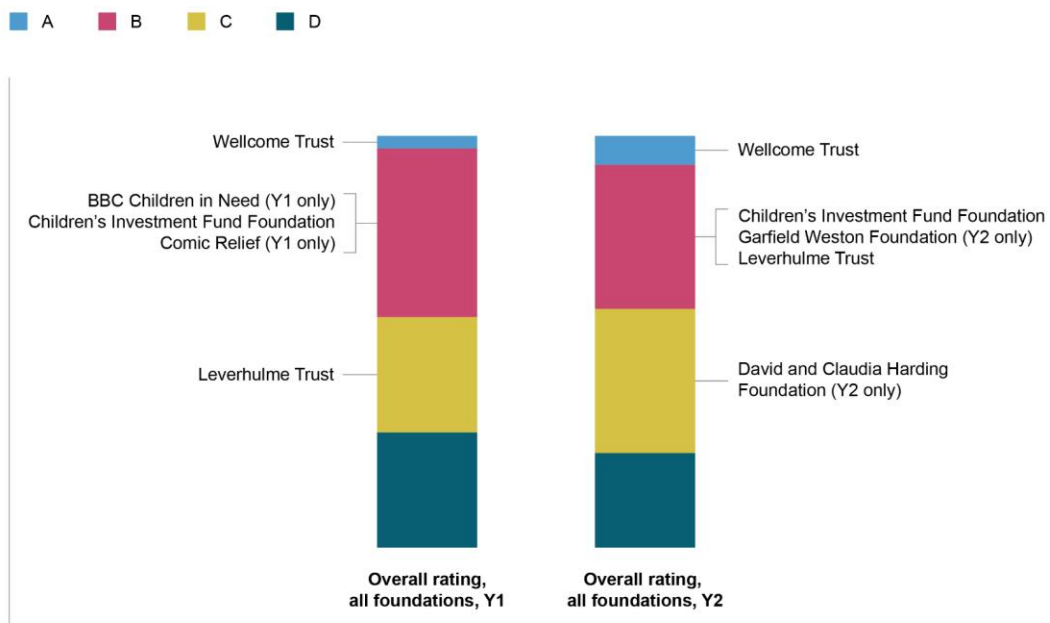 A B C D
Wellcome Trust
BBC Children in Need (Y1 only)
Children’s Investment Fund Foundation
Comic Relief (Y1 only)
Leverhulme Trust
Wellcome Trust
Children’s Investment Fund Foundation
Garfield Weston Foundation (Y2 only)
Leverhulme Trust
David and Claudia Harding
Foundation (Y2 only)
Overall rating,
all foundations, Y1
Overall rating,
all foundations, Y2